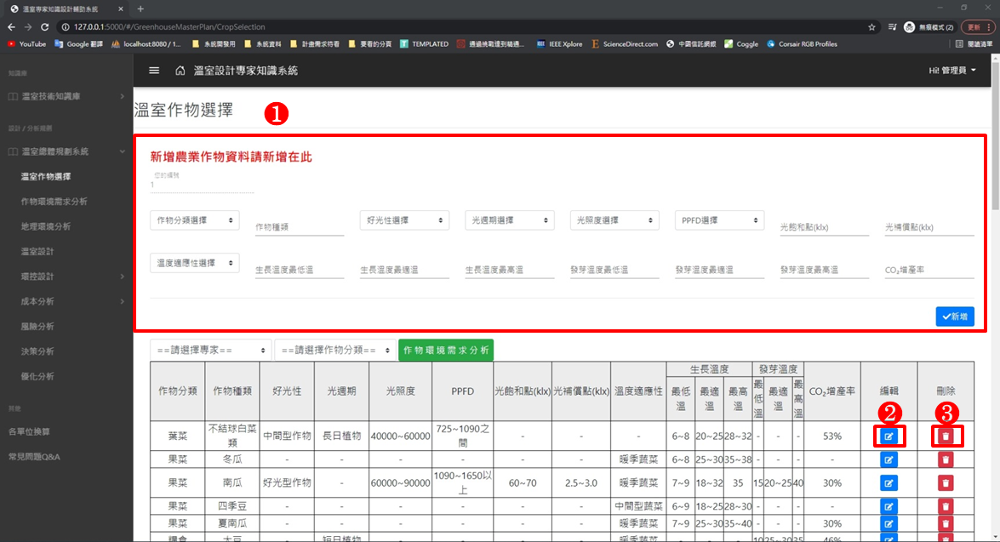 溫室專家知識設計輔助系統
127.0.0.1:5000/#/GreenhouseMasterPlan/CropSelection
無痕模式 (2)
更新
YouTube
Google 翻譯
localhost:8080 / 1...
系統開發用
系統資料
計畫需求待看
要看的分頁
TEMPLATED
通過挑戰達到精通...
IEEE Xplore
ScienceDirect.com
中國信託網銀
Coggle
Corsair RGB Profiles
閱讀清單
知識庫
溫室技術知識庫
設計 / 分析規劃
溫室總體規劃系統
溫室作物選擇
作物環境需求分析
地理環境分析
溫室設計
環控設計
成本分析
風險分析
決策分析
優化分析
其他
各單位換算
常見問題Q&A
溫室設計專家知識系統
Hi! 管理員
溫室作物選擇
1
新增農業作物資料請新增在此
您的編號
1
作物分類選擇 作物種類 好光性選擇 光週期選擇 光照度選擇 PPFD選擇 光飽和點(klx) 光補償點(klx)
溫度適應性選擇 生長溫度最低溫 生長溫度最適溫 生長溫度最高溫 發芽溫度最低溫 發芽溫度最適溫 發芽溫度最高溫 CO₂增產率
新增
==請選擇專家== ==請選擇作物分類== 作物環境需求分析
作物分類 作物種類 好光性 光週期 光照度 PPFD 光飽和點(klx) 光補償點(klx) 溫度適應性 生長溫度 發芽溫度 CO₂增產率 編輯 刪除
最低溫 最適溫 最高溫 最低溫 最適溫 最高溫
2 3
葉菜 不結球白菜類 中間型作物 長日植物 40000~60000 725~1090之間 - - - 6~8 20~25 28~32 - - - 53%
果菜 冬瓜 - - - - - - 暖季蔬菜 6~8 25~30 35~38 - - - -
果菜 南瓜 好光型作物 - 60000~90000 1090~1650以上 60~70 2.5~3.0 暖季蔬菜 7~9 18~32 35 15 20~25 40 30%
果菜 四季豆 - - - - - - 中間型蔬菜 6~9 18~25 28~30 - - - -
果菜 夏南瓜 - - - - - - 暖季蔬菜 7~9 25~30 35~40 - - - 30%
糧食 大豆 - 短日植物 - - - - 暖季蔬菜 - - - 10 25~30 35 46%